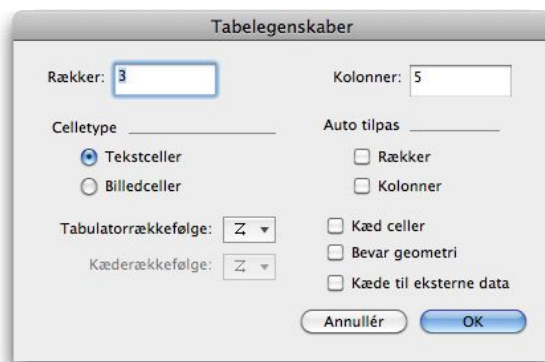 Tabelegenskaber
Rækker: 3
Kolonner: 5
Celletype
Auto tilpas
Tekstceller
Rækker
Billedceller
Kolonner
Tabulatorrækkefølge:
Kæd celler
Bevar geometri
Kæderækkefølge:
Kæde til eksterne data
Annullér
OK